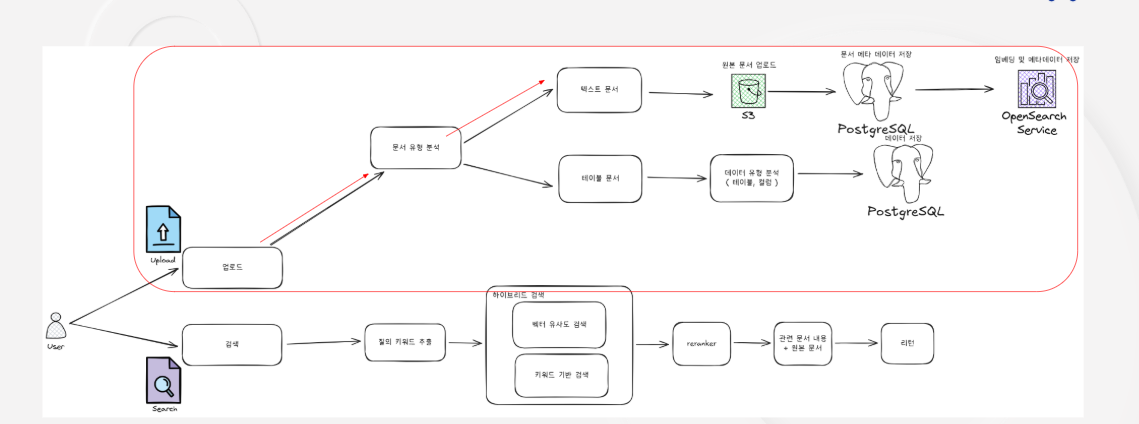 문서 메타 데이터 저장
원본 문서 업로드
임베딩 및 메타데이터 저장
텍스트 문서
S3
PostgreSQL
OpenSearch
Service
문서 유형 분석
데이터 저장
테이블 문서
데이터 유형 분석
( 테이블, 컬럼 )
PostgreSQL
Upload
업로드
User
하이브리드 검색
벡터 유사도 검색
검색
질의 키워드 추출
reranker
관련 문서 내용
+ 원본 문서
리턴
키워드 기반 검색
Search